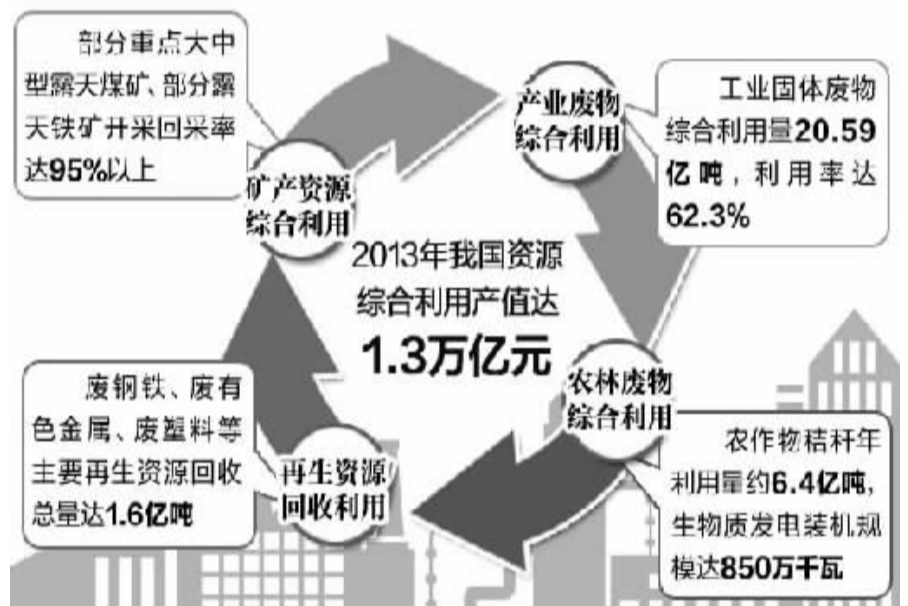 部分重点大中
型露天煤矿、部分露
天铁矿开采回采率
达95%以上
矿产资源
综合利用
产业废物
综合利用
工业固体废物
综合利用量20.59
亿吨，利用率达
62.3%
2013年我国资源
综合利用产值达
1.3万亿元
农林废物
综合利用
农作物秸秆年
利用量约6.4亿吨，
生物质发电装机规
模达850万千瓦
再生资源
回收利用
废钢铁、废有
色金属、废塑料等
主要再生资源回收
总量达1.6亿吨